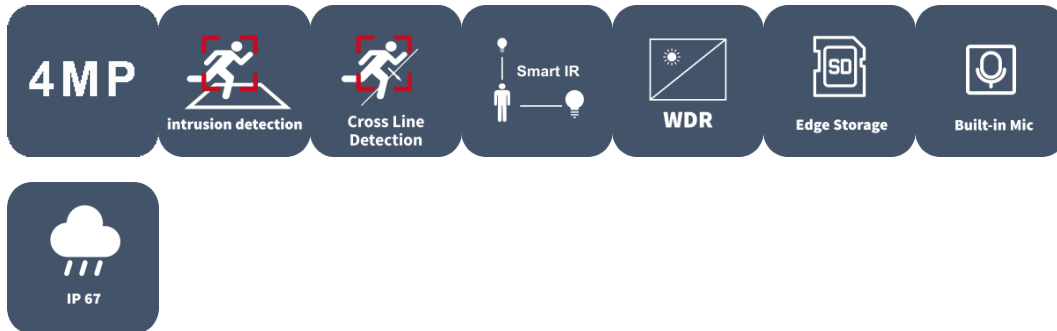 4MP
intrusion detection
Cross Line
Detection
Smart IR
WDR
SD
Edge Storage
Built-in Mic
IP 67